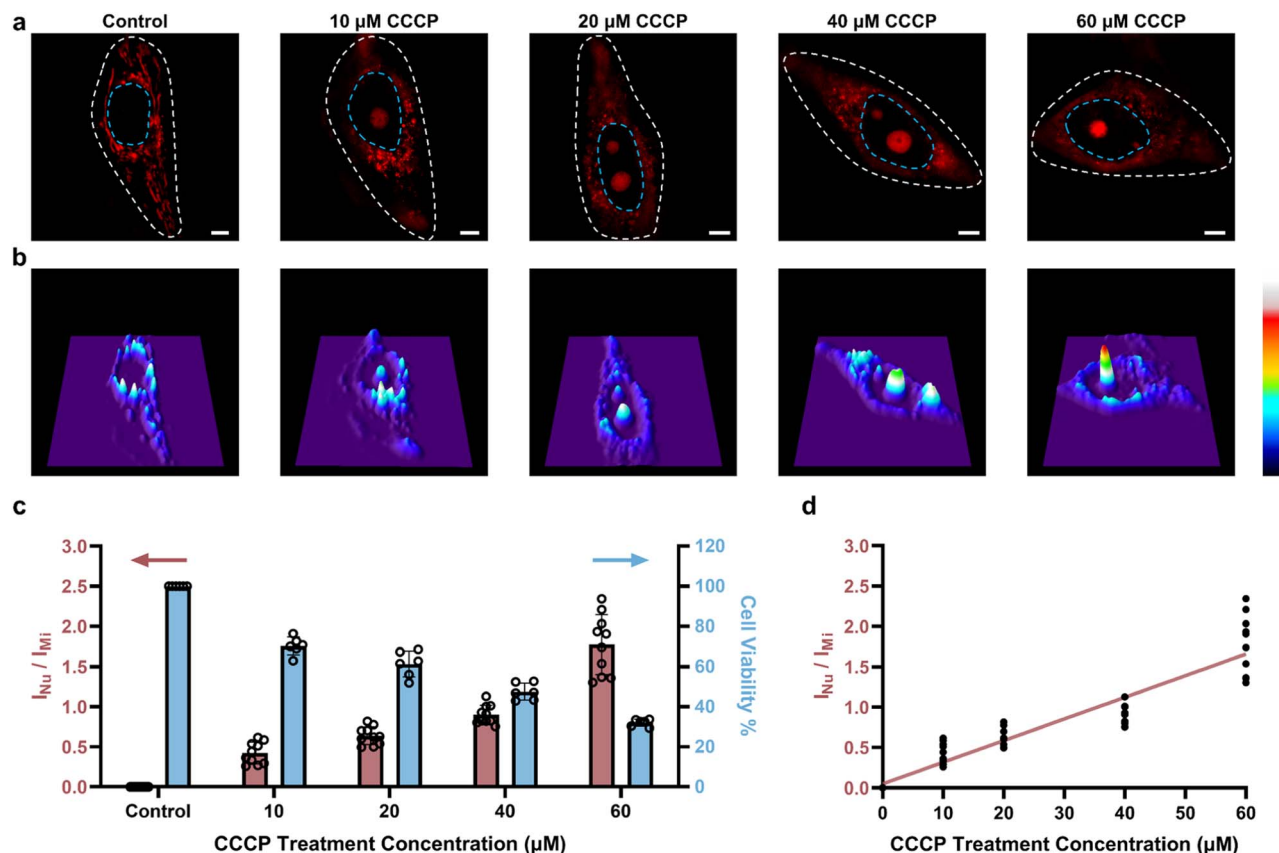 a
Control
10 µM CCCP
20 µM CCCP
40 µM CCCP
60 µM CCCP
b
c
3.0
2.5
2.0
1.5
1.0
0.5
0.0
I_Nu / I_Mi
120
100
80
60
40
20
0
Cell Viability %
Control
10
20
40
60
CCCP Treatment Concentration (µM)
d
3.0
2.5
2.0
1.5
1.0
0.5
0.0
I_Nu / I_Mi
0
10
20
30
40
50
60
CCCP Treatment Concentration (µM)